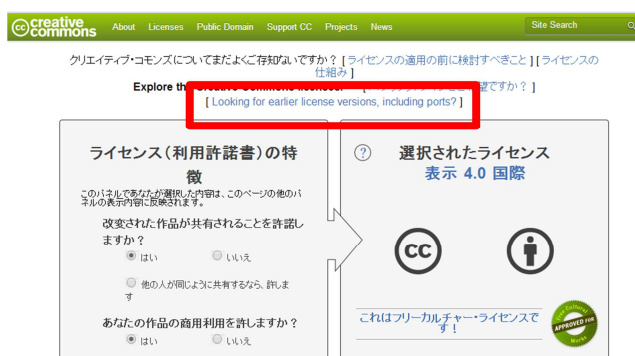 creative commons
About Licenses Public Domain Support CC Projects News
Site Search
クリエイティブ・コモンズについてまだよくご存知ないですか？ [ ライセンスの適用の前に検討すべきこと ] [ ライセンスの
仕組み ]
Explore the Creative Commons licenses.
望ですか？ ]
[ Looking for earlier license versions, including ports? ]
ライセンス（利用許諾書）の特
徴
このパネルであなたが選択した内容は、このページの他のパ
ネルの表示内容に反映されます。
改変された作品が共有されることを許諾し
ますか？
はい いいえ
他の人が同じように共有するなら、許しま
す
あなたの作品の商用利用を許しますか？
はい いいえ
? 選択されたライセンス
表示 4.0 国際
cc
これはフリーカルチャー・ライセンスで
す！
Free Cultural
APPROVED FOR
Works